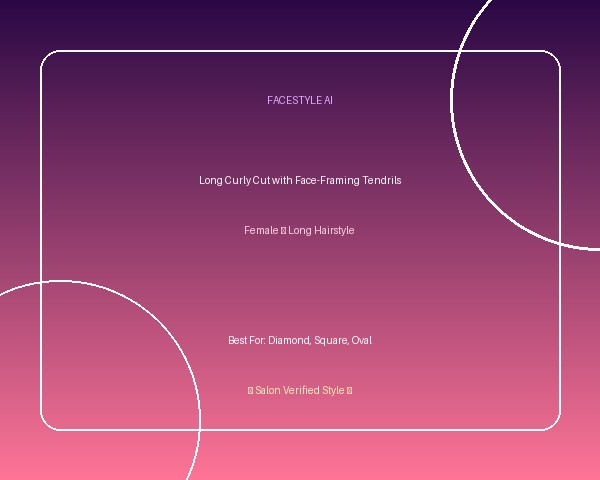 FACESTYLE AI
Long Curly Cut with Face-Framing Tendrils
Female Long Hairstyle
Best For: Diamond, Square, Oval
Salon Verified Style